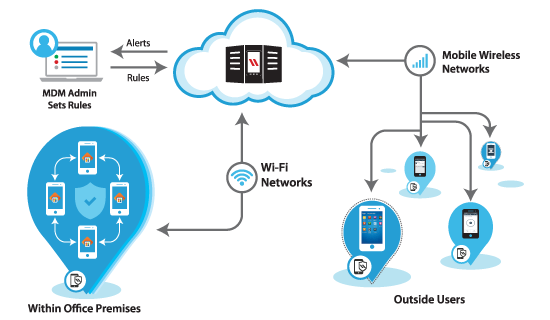 Alerts
Rules
MDM Admin
Sets Rules
Mobile Wireless
Networks
Wi-Fi
Networks
Within Office Premises
Outside Users